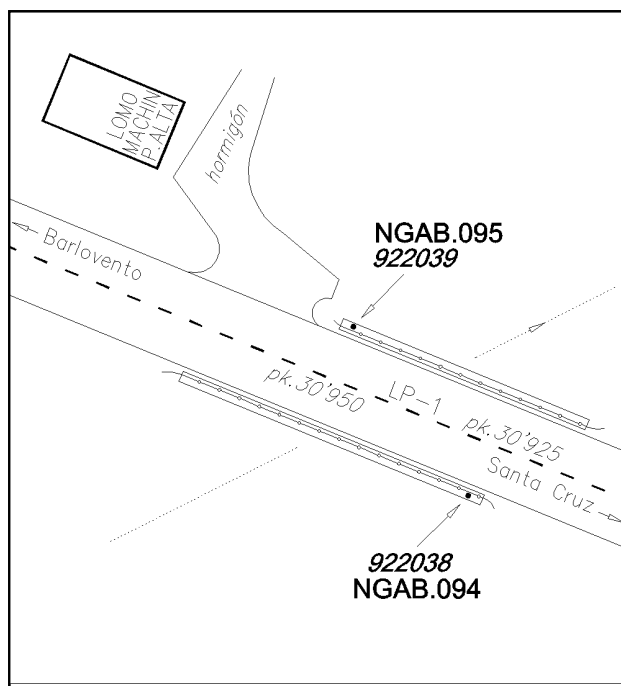 LOMO
MACHIN
P.ALTA
hormigón
NGAB.095
922039
Barlovento
pk.30'950
LP-1
pk.30'925
Santa Cruz
922038
NGAB.094